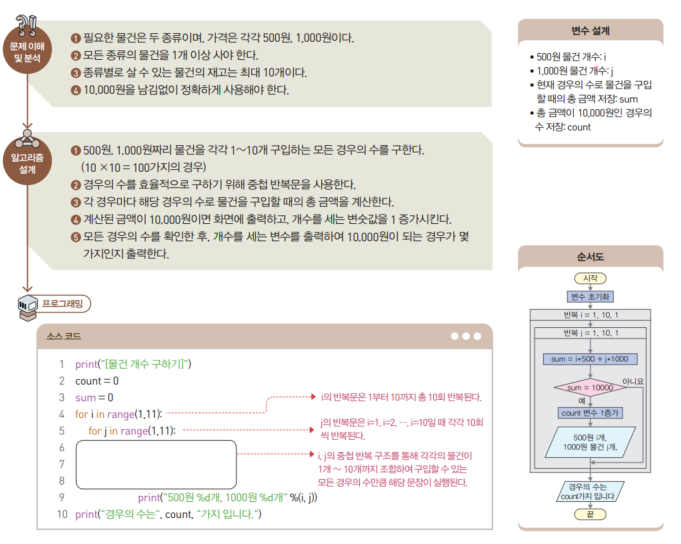 문제 이해
및 분석
❶ 필요한 물건은 두 종류이며, 가격은 각각 500원, 1,000원이다.
❷ 모든 종류의 물건을 1개 이상 사야 한다.
❸ 종류별로 살 수 있는 물건의 재고는 최대 10개이다.
❹ 10,000원을 남김없이 정확하게 사용해야 한다.
알고리즘
설계
❶ 500원, 1,000원짜리 물건을 각각 1~10개 구입하는 모든 경우의 수를 구한다.
(10 ×10 = 100가지의 경우)
❷ 경우의 수를 효율적으로 구하기 위해 중첩 반복문을 사용한다.
❸ 각 경우마다 해당 경우의 수로 물건을 구입할 때의 총 금액을 계산한다.
❹ 계산된 금액이 10,000원이면 화면에 출력하고, 개수를 세는 변숫값을 1 증가시킨다.
❺ 모든 경우의 수를 확인한 후, 개수를 세는 변수를 출력하여 10,000원이 되는 경우가 몇
가지인지 출력한다.
프로그래밍
소스 코드
1 print("[물건 개수 구하기]")
2 count = 0
3 sum = 0
4 for i in range(1,11):
5 for j in range(1,11):
6
7
8
9 print("500원 %d개, 1000원 %d개" %(i, j))
10 print("경우의 수는", count, "가지 입니다.")
i의 반복문은 1부터 10까지 총 10회 반복된다.
j의 반복문은 i=1, i=2, ⋯, i=10일 때 각각 10회
씩 반복된다.
i, j의 중첩 반복 구조를 통해 각각의 물건이
1개 ~ 10개까지 조합하여 구입할 수 있는
모든 경우의 수만큼 해당 문장이 실행된다.
변수 설계
• 500원 물건 개수: i
• 1,000원 물건 개수: j
• 현재 경우의 수로 물건을 구입
할 때의 총 금액 저장: sum
• 총 금액이 10,000원인 경우의
수 저장: count
순서도
시작
변수 초기화
반복 i = 1, 10, 1
반복 j = 1, 10, 1
sum = i*500 + j*1000
sum = 10000
아니요
예
count 변수 1증가
500원 i개,
1000원 물건 j개,
경우의 수는
count가지 입니다
끝